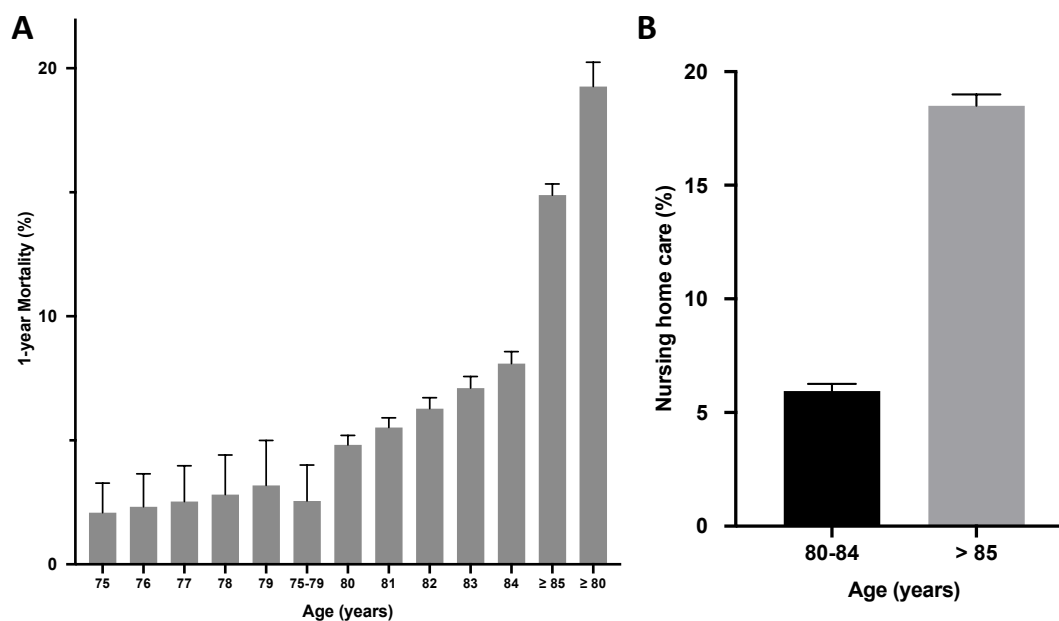 A
1-year Mortality (%)
20
10
0
75 76 77 78 79 75-79 80 81 82 83 84 ≥ 85 ≥ 80
Age (years)
B
Nursing home care (%)
20
15
10
5
0
80-84 > 85
Age (years)